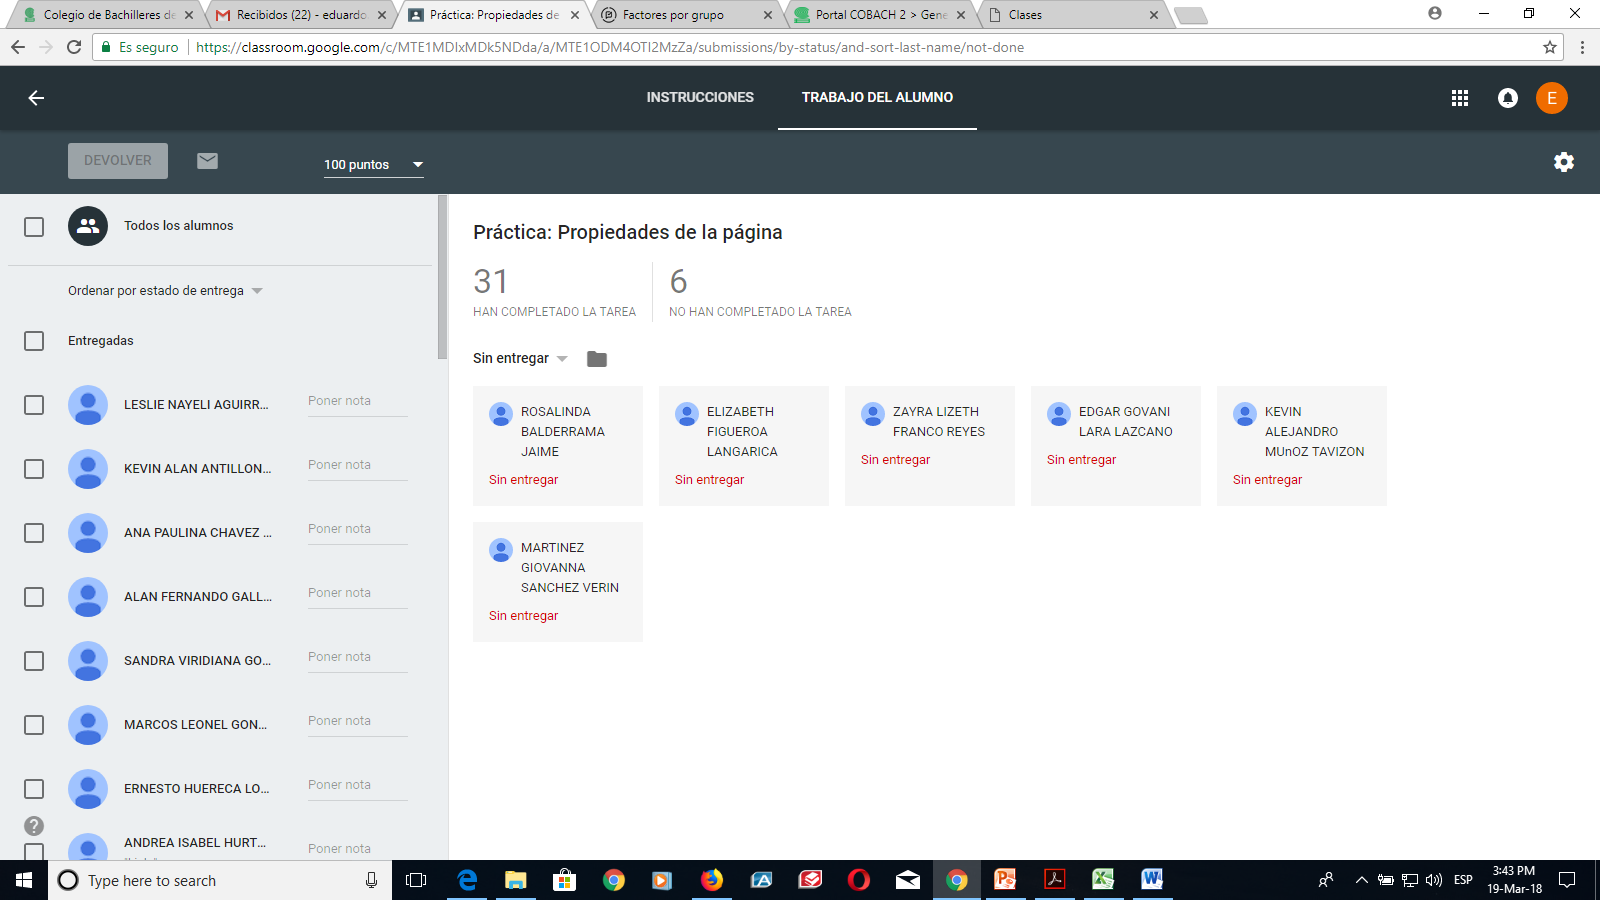 Colegio de Bachilleres de
Recibidos (22) - eduardo
Práctica: Propiedades de
Factores por grupo
Portal COBACH 2 > Gene
Clases
Es seguro
https://classroom.google.com/c/MTE1MDIxMDk5NDda/a/MTE1ODM4OTI2MzZa/submissions/by-status/and-sort-last-name/not-done
INSTRUCCIONES
TRABAJO DEL ALUMNO
E
DEVOLVER
100 puntos
Todos los alumnos
Ordenar por estado de entrega
Entregadas
LESLIE NAYELI AGUIRR...
Poner nota
KEVIN ALAN ANTILLON...
Poner nota
ANA PAULINA CHAVEZ ...
Poner nota
ALAN FERNANDO GALL...
Poner nota
SANDRA VIRIDIANA GO...
Poner nota
MARCOS LEONEL GON...
Poner nota
ERNESTO HUERECA LO...
Poner nota
ANDREA ISABEL HURT...
Poner nota
Práctica: Propiedades de la página
31
HAN COMPLETADO LA TAREA
6
NO HAN COMPLETADO LA TAREA
Sin entregar
ROSALINDA
BALDERRAMA
JAIME
Sin entregar
ELIZABETH
FIGUEROA
LANGARICA
Sin entregar
ZAYRA LIZETH
FRANCO REYES
Sin entregar
EDGAR GOVANI
LARA LAZCANO
Sin entregar
KEVIN
ALEJANDRO
MUnOZ TAVIZON
Sin entregar
MARTINEZ
GIOVANNA
SANCHEZ VERIN
Sin entregar
Type here to search
ESP
3:43 PM
19-Mar-18